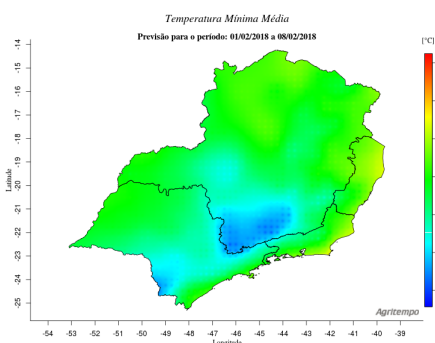 Temperatura Mínima Média
Previsão para o período: 01/02/2018 a 08/02/2018
[°C]
-14
-15
-16
-17
-18
-19
-20
-21
-22
-23
-24
-25
Latitude
-54 -53 -52 -51 -50 -49 -48 -47 -46 -45 -44 -43 -42 -41 -40 -39
Longitude
Agritempo